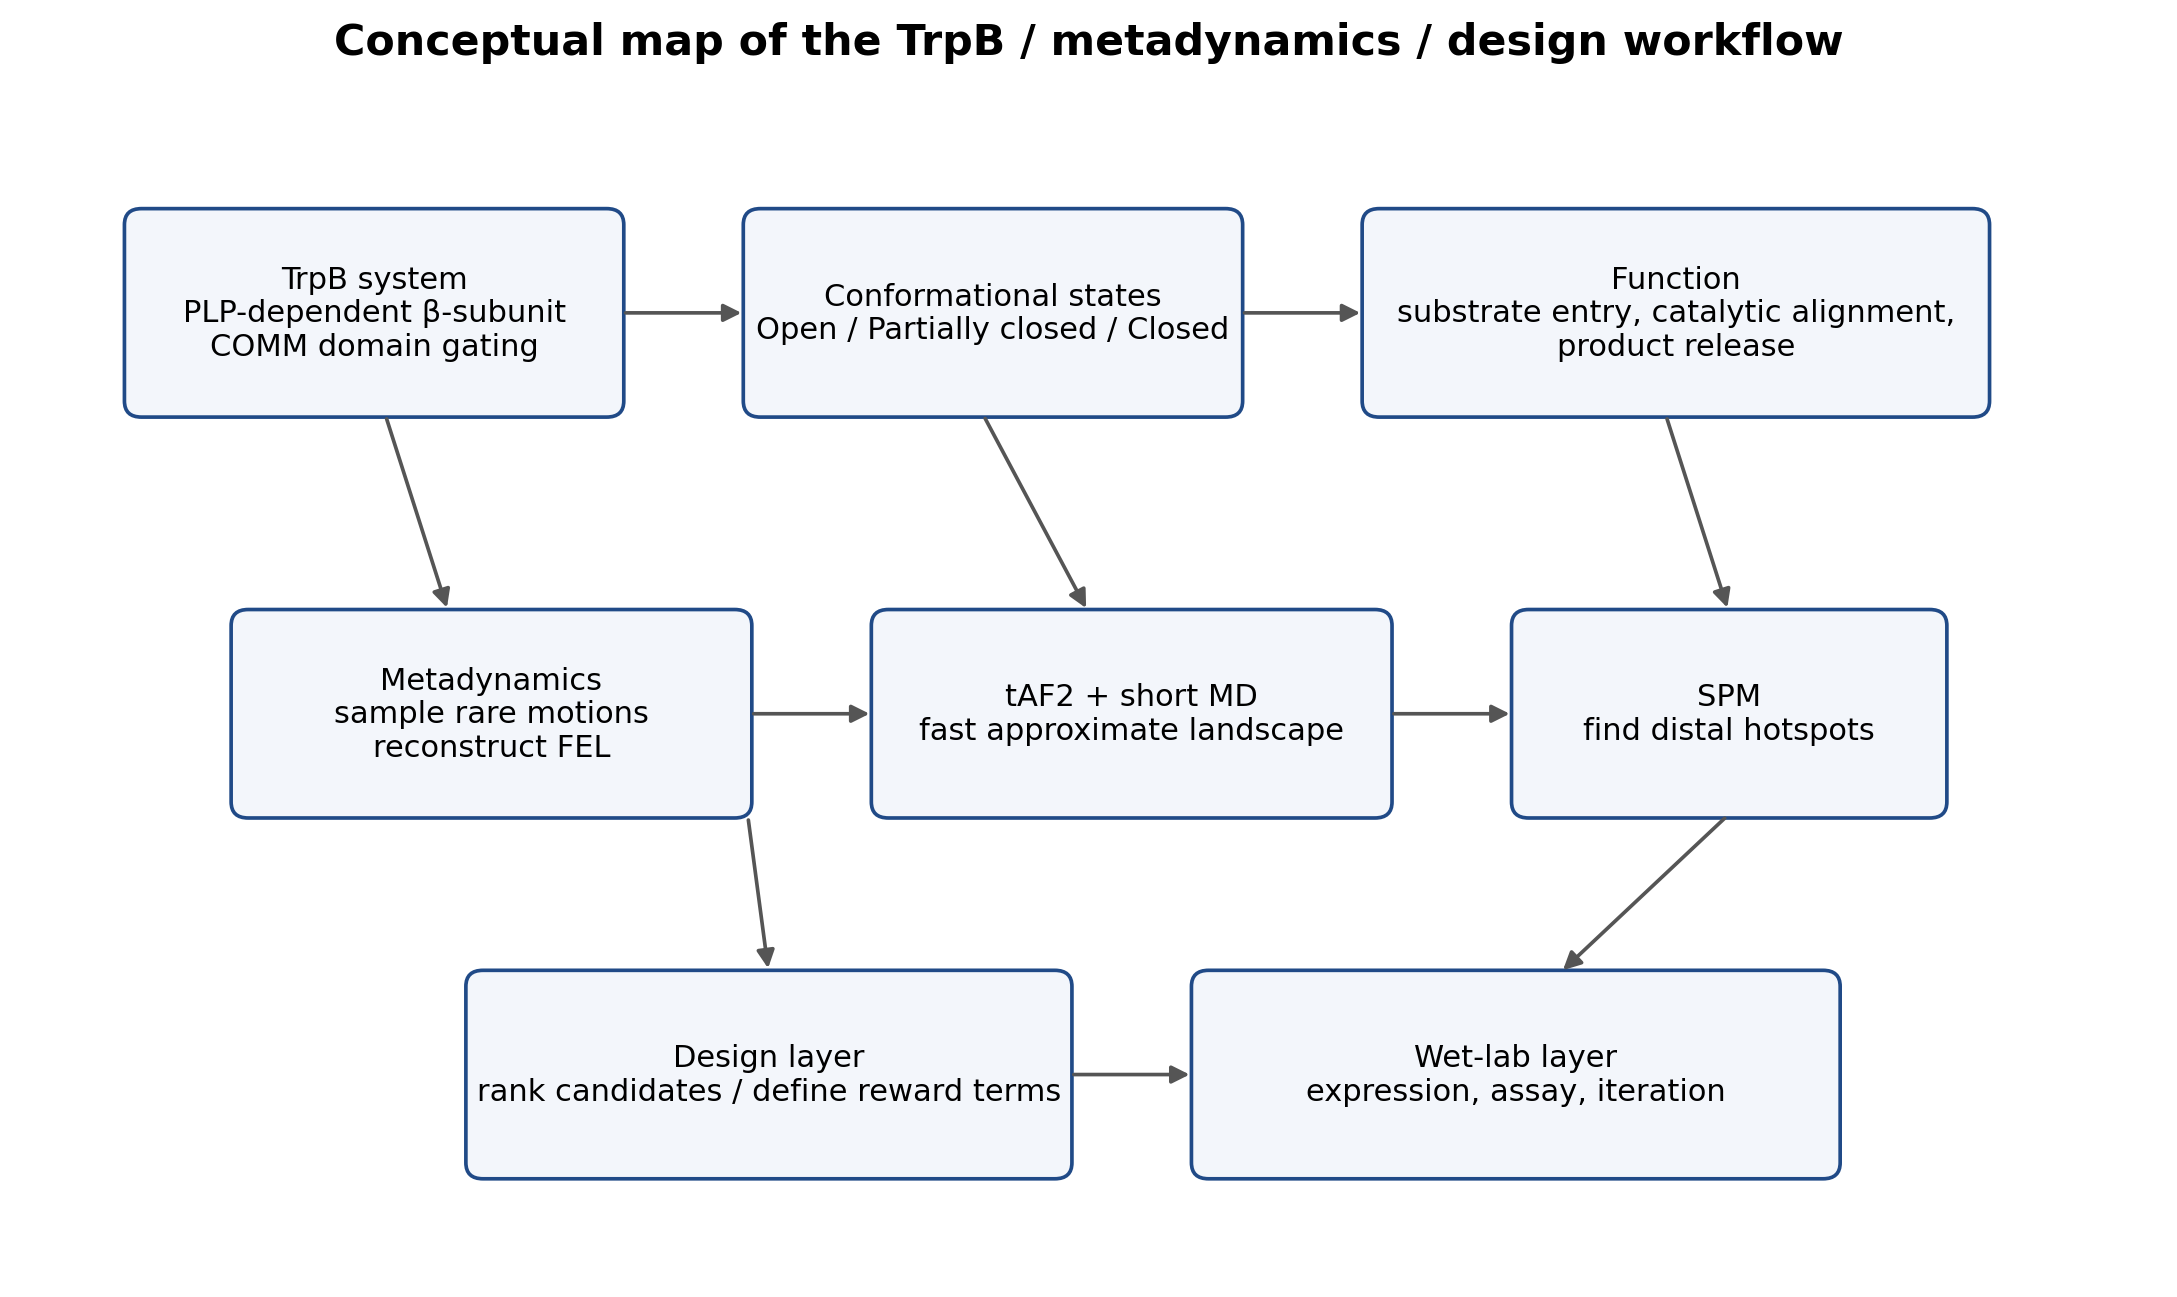 Conceptual map of the TrpB / metadynamics / design workflow
TrpB system
PLP-dependent β-subunit
COMM domain gating
Conformational states
Open / Partially closed / Closed
Function
substrate entry, catalytic alignment,
product release
Metadynamics
sample rare motions
reconstruct FEL
tAF2 + short MD
fast approximate landscape
SPM
find distal hotspots
Design layer
rank candidates / define reward terms
Wet-lab layer
expression, assay, iteration